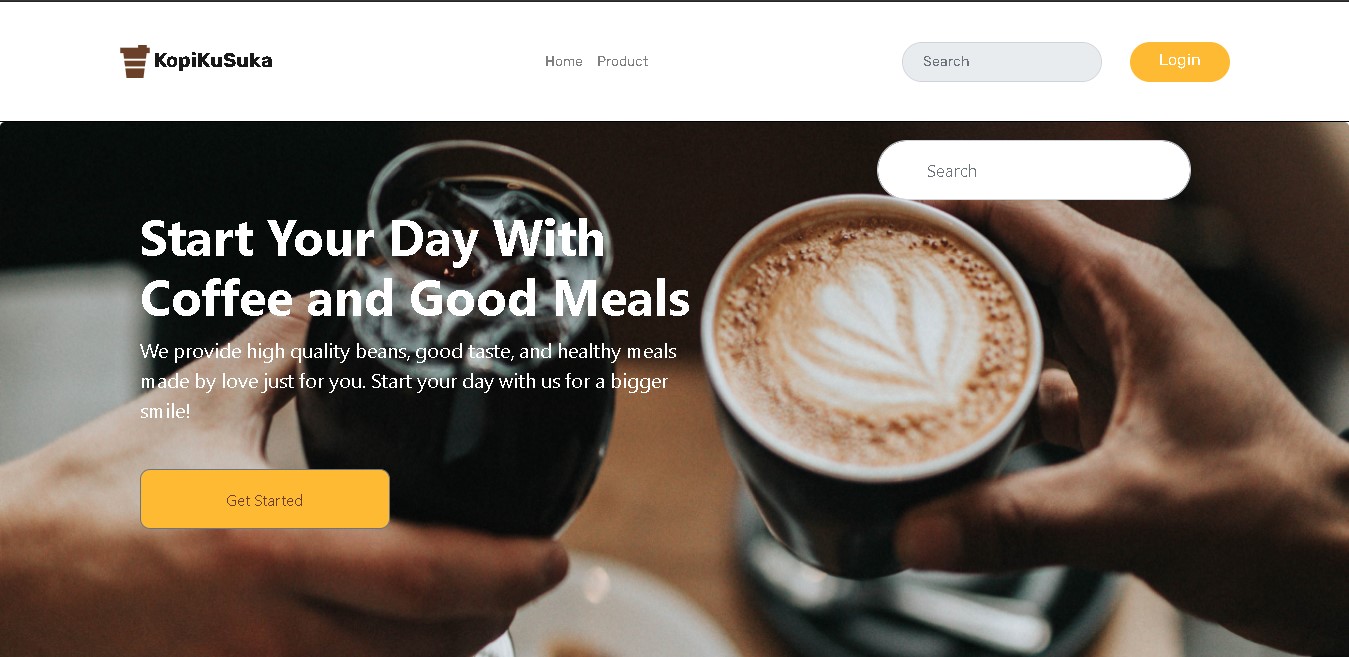 KopiKuSuka
Home Product
Search
Login
Search
Start Your Day With
Coffee and Good Meals
We provide high quality beans, good taste, and healthy meals
made by love just for you. Start your day with us for a bigger
smile!
Get Started